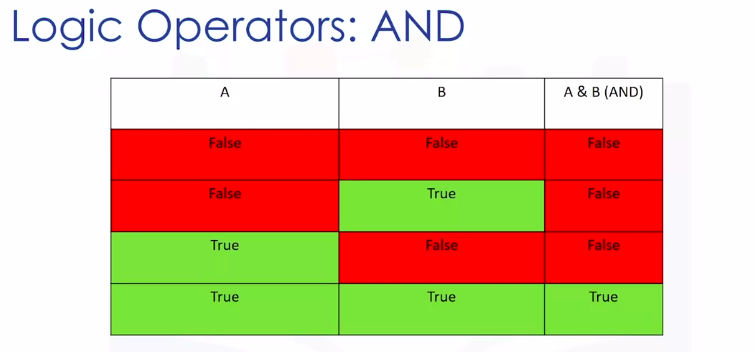 Logic Operators: AND
A B A & B (AND)
False False False
False True False
True False False
True True True